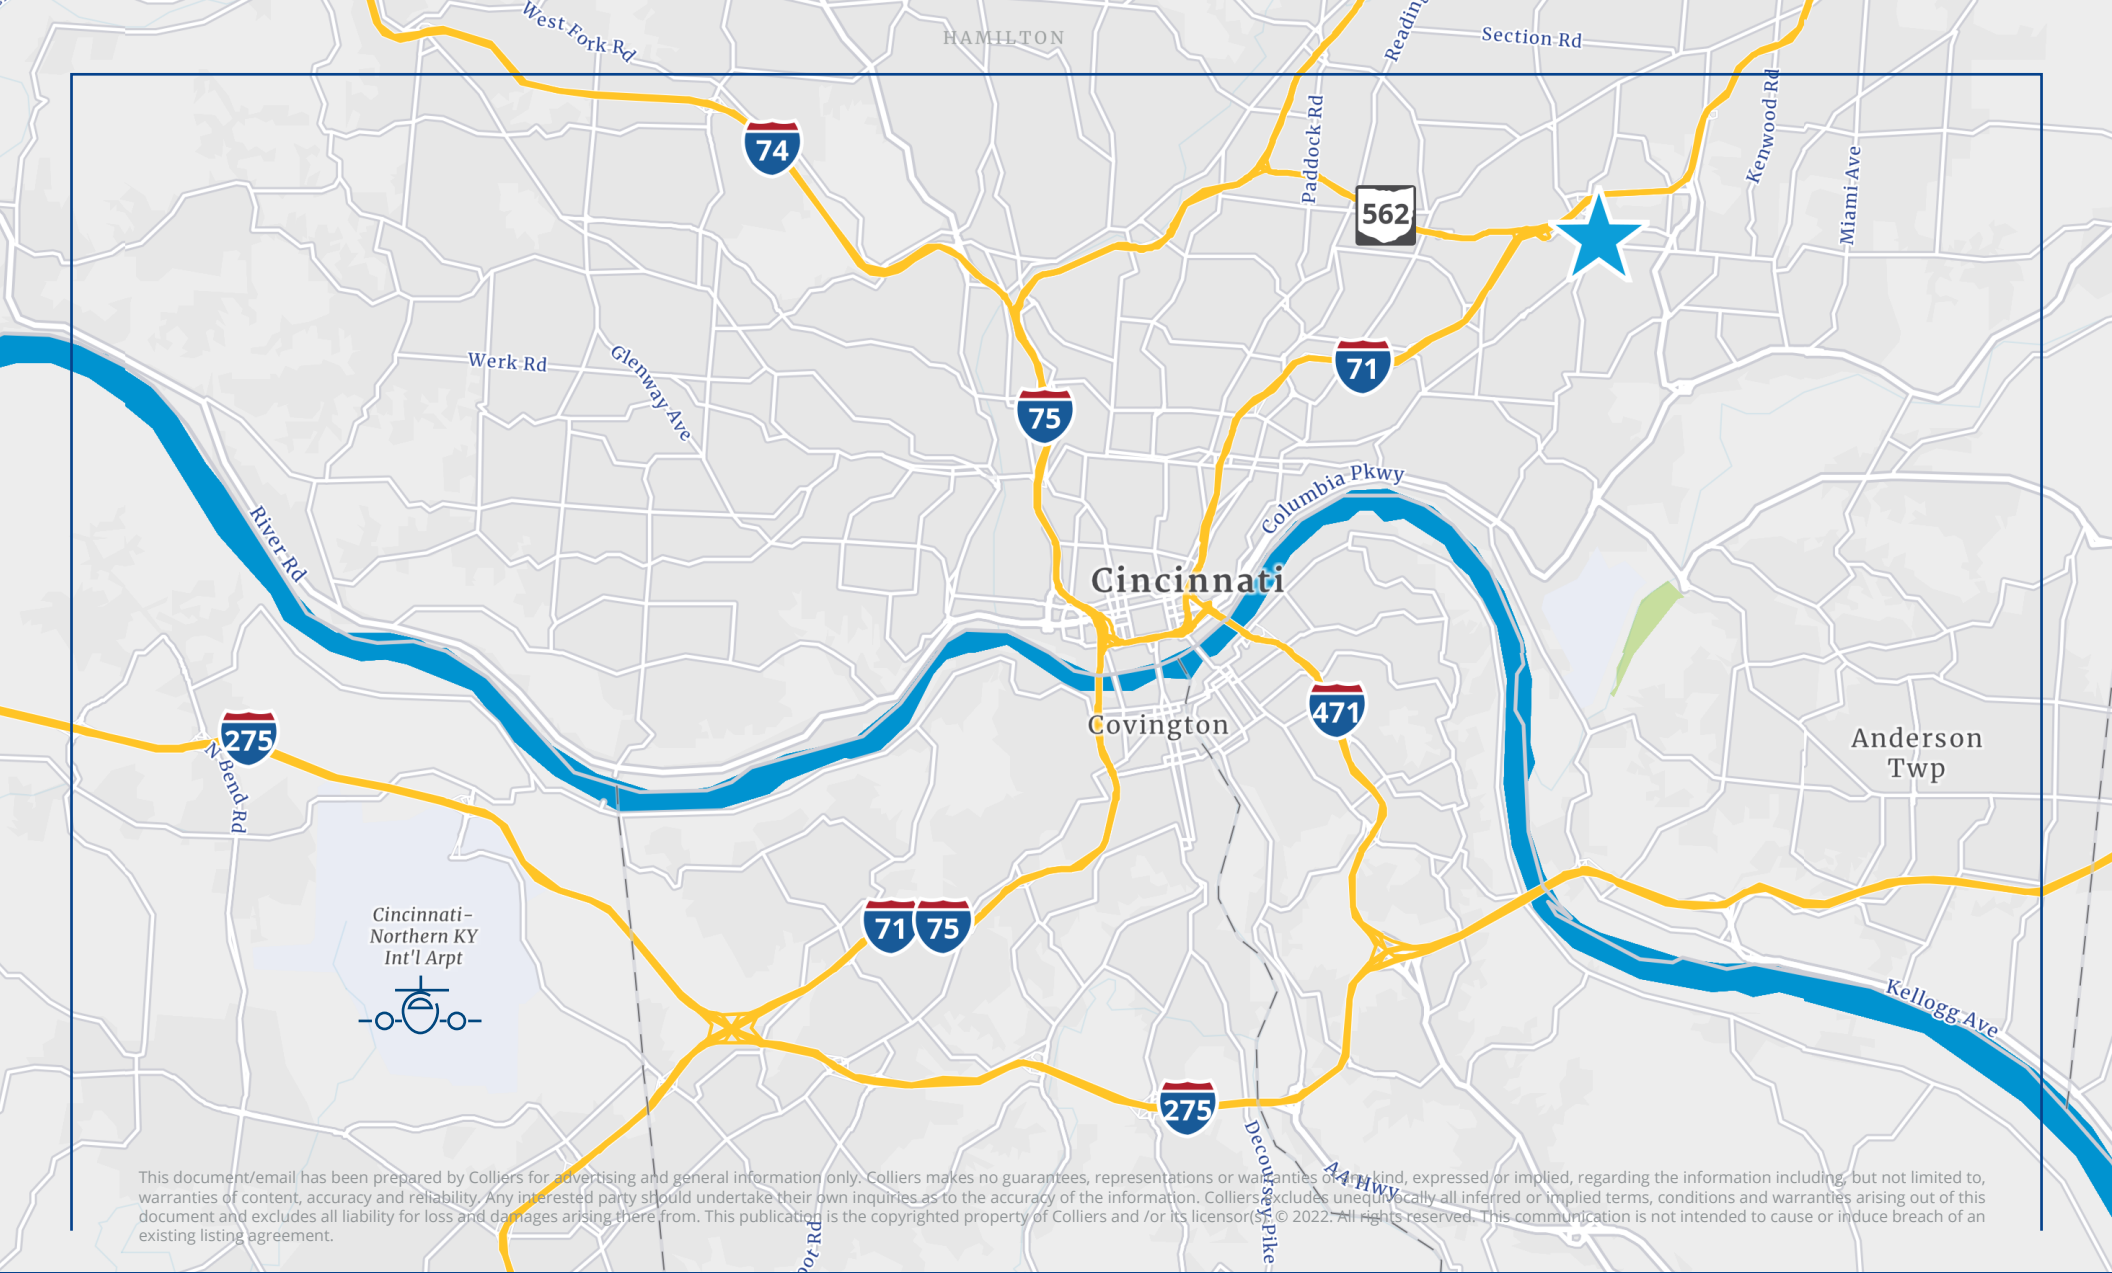 West Fork Rd
HAMILTON
Reading
Section Rd
74
Paddock Rd
Kenwood Rd
Miami Ave
562
Werk Rd
Glenway Ave
71
75
Columbia Pkwy
River Rd
Cincinnati
471
275
N Bend Rd
Covington
Anderson
Twp
Cincinnati-
Northern KY
Int'l Arpt
71
75
Kellogg Ave
275
Decoursey Pike
AA Hwy
This document/email has been prepared by Colliers for advertising and general information only. Colliers makes no guarantees, representations or warranties of any kind, expressed or implied, regarding the information including, but not limited to,
warranties of content, accuracy and reliability. Any interested party should undertake their own inquiries as to the accuracy of the information. Colliers excludes unequivocally all inferred or implied terms, conditions and warranties arising out of this
document and excludes all liability for loss and damages arising there from. This publication is the copyrighted property of Colliers and /or its licensor(s). © 2022. All rights reserved. This communication is not intended to cause or induce breach of an
existing listing agreement.
Rd